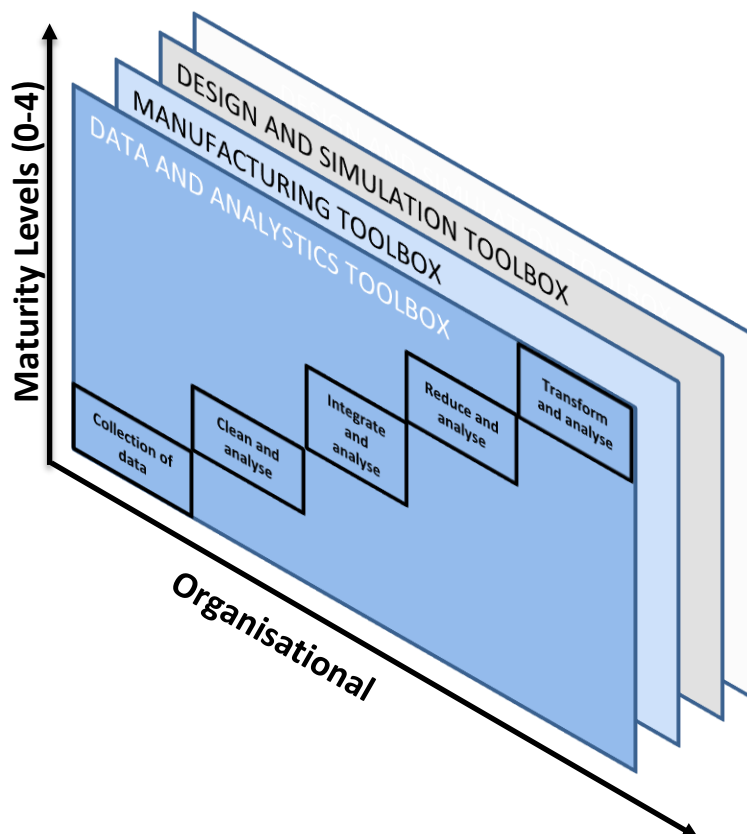 Maturity Levels (0-4)
DESIGN AND SIMULATION TOOLBOX
MANUFACTURING TOOLBOX
DATA AND ANALYSTICS TOOLBOX
Collection of
data
Clean and
analyse
Integrate
and
analyse
Reduce and
analyse
Transform
and analyse
Organisational